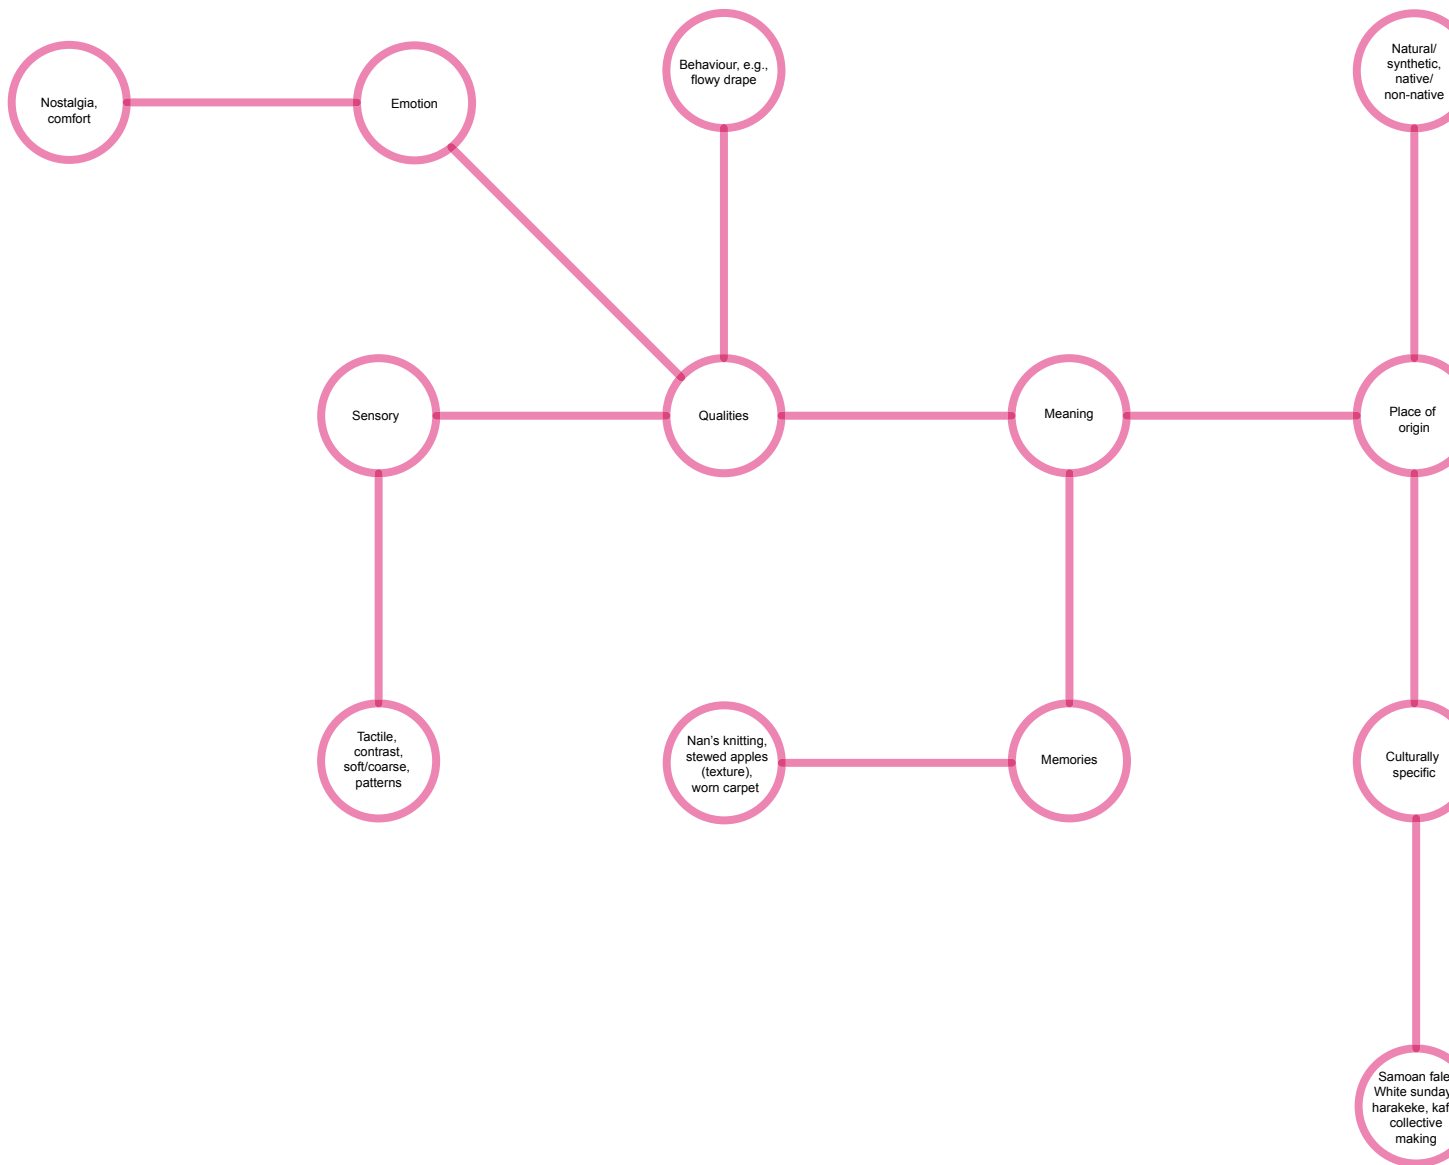 Nostalgia,
comfort
Emotion
Behaviour, e.g.,
flowy drape
Natural/
synthetic,
native/
non-native
Sensory
Qualities
Meaning
Place of
origin
Tactile,
contrast,
soft/coarse,
patterns
Nan’s knitting,
stewed apples
(texture),
worn carpet
Memories
Culturally
specific
Samoan fale
White sunday
harakeke,
collective
making